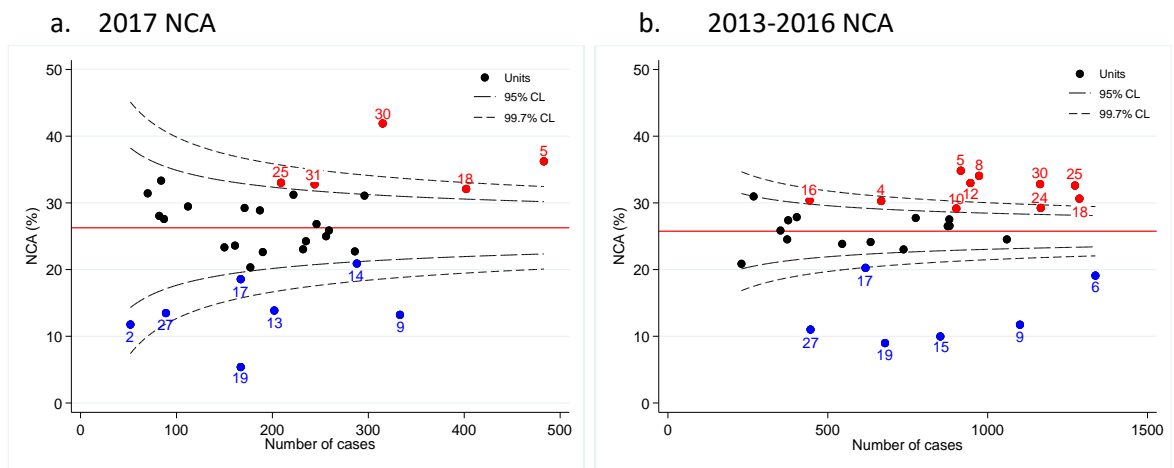 a. 2017 NCA
50
40
30
20
10
0
NCA (%)
0 100 200 300 400 500
Number of cases
Units
95% CL
99.7% CL
30
5
25
31
18
14
17
2
27
13
9
19
b. 2013-2016 NCA
50
40
30
20
10
0
NCA (%)
0 500 1000 1500
Number of cases
Units
95% CL
99.7% CL
5
8
12
30
25
16
4
10
24
18
17
6
27
19
15
9